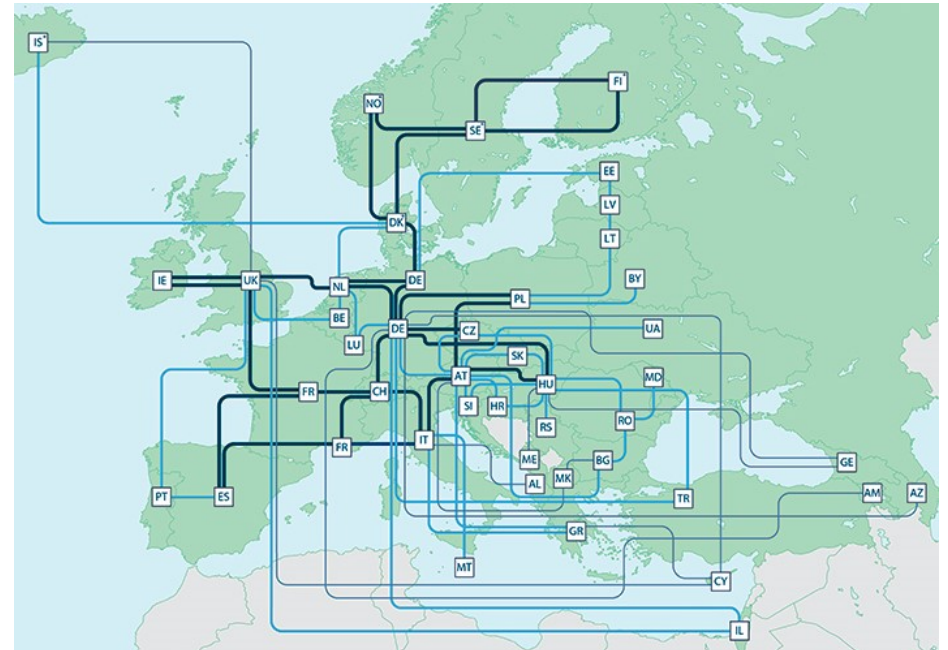 IS*
FI*
NO*
SE*
EE
LV
DK*
LT
IE
UK
NL
DE
BY
PL
BE
DE
CZ
UA
LU
SK
AT
HU
MD
FR
CH
SI
HR
RO
RS
FR
IT
ME
BG
GE
AL
MK
PT
ES
TR
AM
AZ
GR
MT
CY
IL